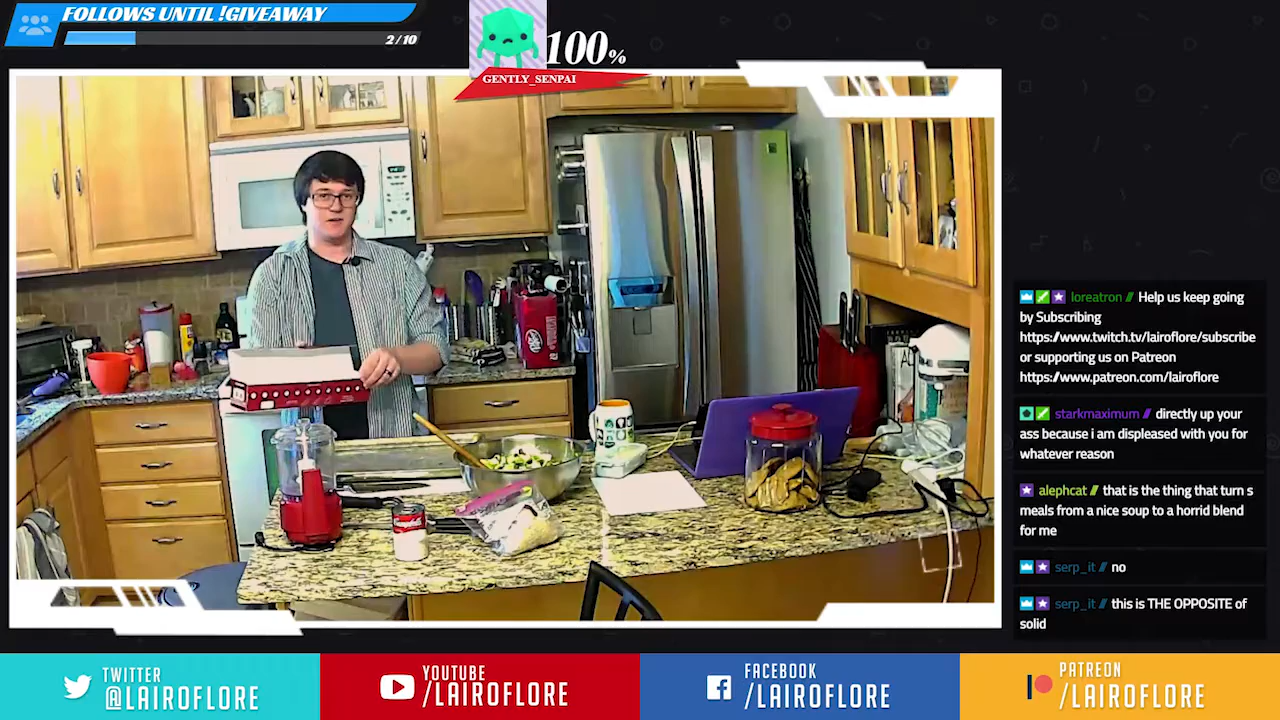 FOLLOWS UNTIL !GIVEAWAY
2/10
100%
GENTLY_SENPAI
loreatron // Help us keep going
by Subscribing
https://www.twitch.tv/lairoflore/subscribe
or supporting us on Patreon
https://www.patreon.com/lairoflore
starkmaximum // directly up your
ass because i am displeased with you for
whatever reason
alephcat // that is the thing that turn s
meals from a nice soup to a horrid blend
for me
serp_it // no
serp_it // this is THE OPPOSITE of
solid
Campbell's
TWITTER
@LAIROFLORE
YOUTUBE
/LAIROFLORE
FACEBOOK
/LAIROFLORE
PATREON
/LAIROFLORE